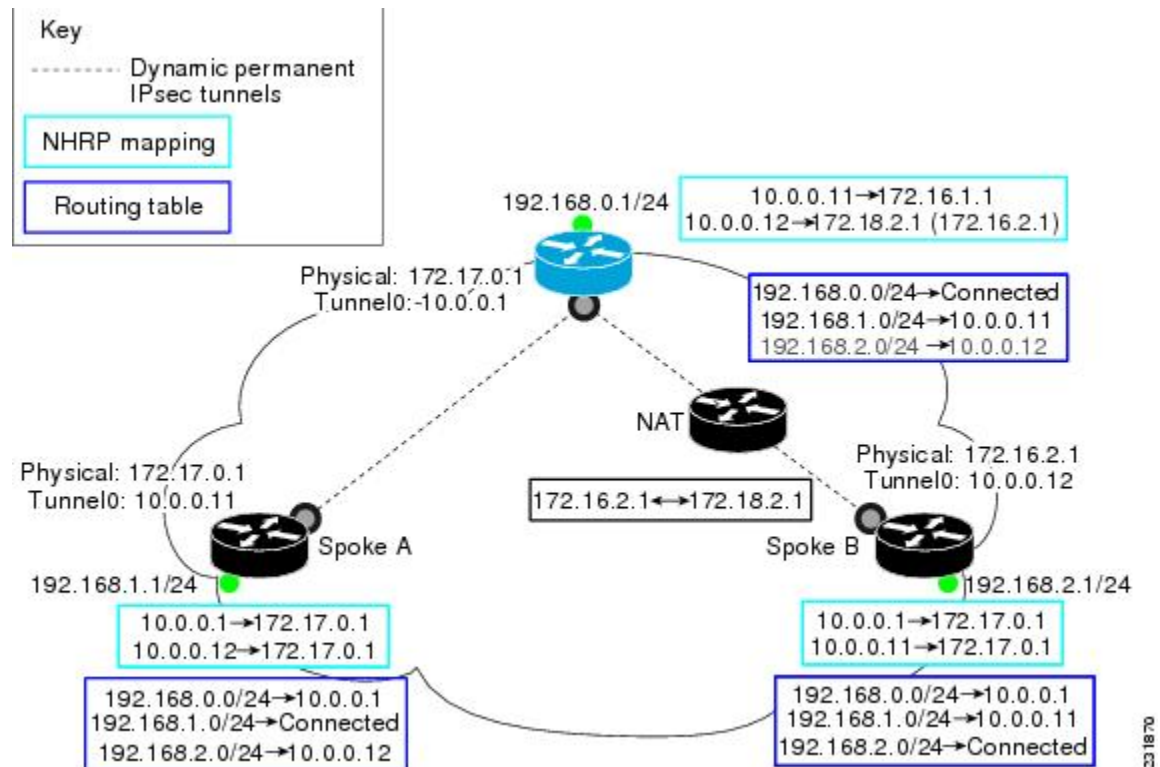 Key
Dynamic permanent
IPsec tunnels
NHRP mapping
Routing table
192.168.0.1/24
10.0.0.11→172.16.1.1
10.0.0.12→172.18.2.1 (172.16.2.1)
Physical: 172.17.0.1
Tunnel0:-10.0.0.1
192.168.0.0/24→Connected
192.168.1.0/24→10.0.0.11
192.168.2.0/24→10.0.0.12
NAT
Physical: 172.17.0.1
Tunnel0: 10.0.0.11
Physical: 172.16.2.1
Tunnel0: 10.0.0.12
172.16.2.1↔172.18.2.1
Spoke A
Spoke B
192.168.1.1/24
192.168.2.1/24
10.0.0.1→172.17.0.1
10.0.0.12→172.17.0.1
10.0.0.1→172.17.0.1
10.0.0.11→172.17.0.1
192.168.0.0/24→10.0.0.1
192.168.1.0/24→Connected
192.168.2.0/24→10.0.0.12
192.168.0.0/24→10.0.0.1
192.168.1.0/24→10.0.0.11
192.168.2.0/24→Connected
231870